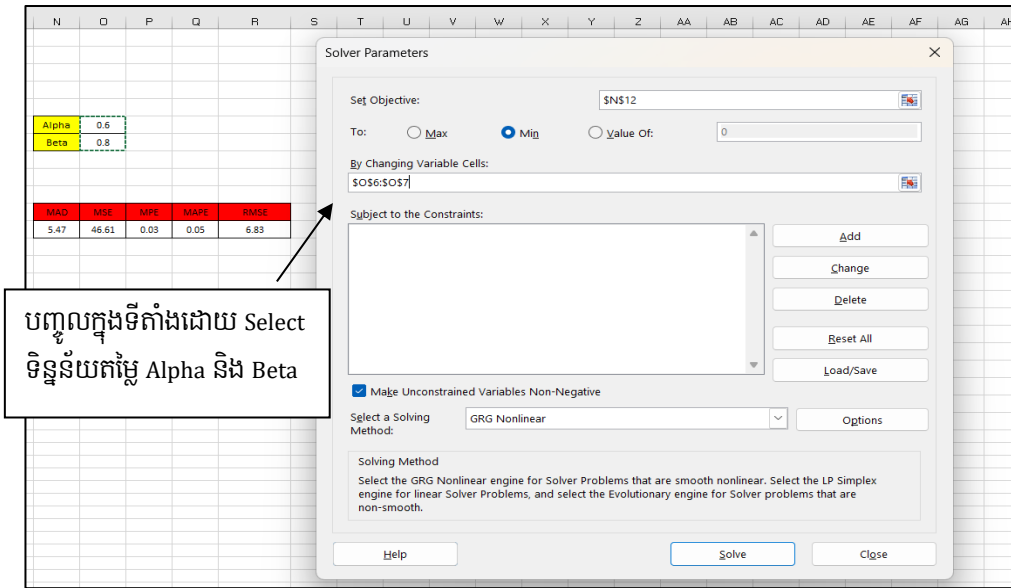 N O P Q R S T U V W X Y Z AA AB AC AD AE AF AG AH
Solver Parameters
Set Objective: $N$12
To: Max Min Value Of: 0
Alpha 0.6
Beta 0.8
By Changing Variable Cells:
$O$6:$O$7
MAD MSE MPE MAPE RMSE
5.47 46.61 0.03 0.05 6.83
Subject to the Constraints:
Add
Change
Delete
Reset All
Load/Save
បញ្ចូលក្នុងទីតាំងដោយ Select
ទិន្នន័យតម្លៃ Alpha និង Beta
Make Unconstrained Variables Non-Negative
Select a Solving
Method:
GRG Nonlinear
Options
Solving Method
Select the GRG Nonlinear engine for Solver Problems that are smooth nonlinear. Select the LP Simplex
engine for linear Solver Problems, and select the Evolutionary engine for Solver problems that are
non-smooth.
Help Solve Close